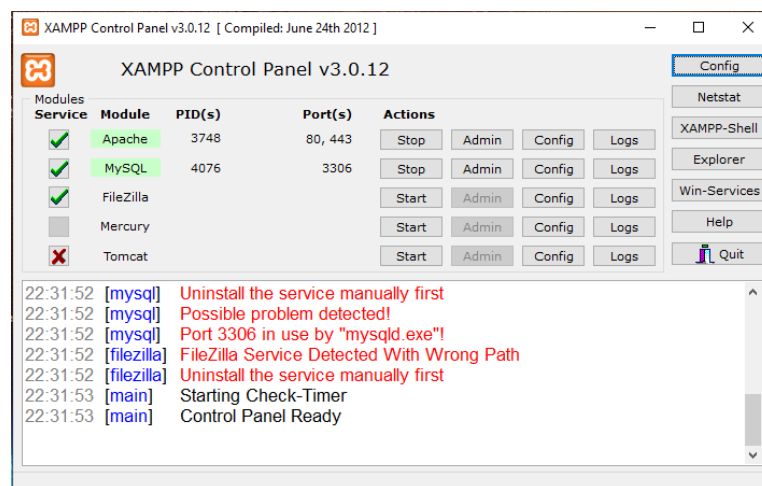 XAMPP Control Panel v3.0.12 [ Compiled: June 24th 2012 ]
XAMPP Control Panel v3.0.12
Config
Modules
Service Module PID(s) Port(s) Actions
Netstat
Apache 3748 80, 443 Stop Admin Config Logs
XAMPP-Shell
MySQL 4076 3306 Stop Admin Config Logs
Explorer
FileZilla Start Admin Config Logs
Win-Services
Mercury Start Admin Config Logs
Help
Tomcat Start Admin Config Logs
Quit
22:31:52 [mysql] Uninstall the service manually first
22:31:52 [mysql] Possible problem detected!
22:31:52 [mysql] Port 3306 in use by "mysqld.exe"!
22:31:52 [filezilla] FileZilla Service Detected With Wrong Path
22:31:52 [filezilla] Uninstall the service manually first
22:31:53 [main] Starting Check-Timer
22:31:53 [main] Control Panel Ready